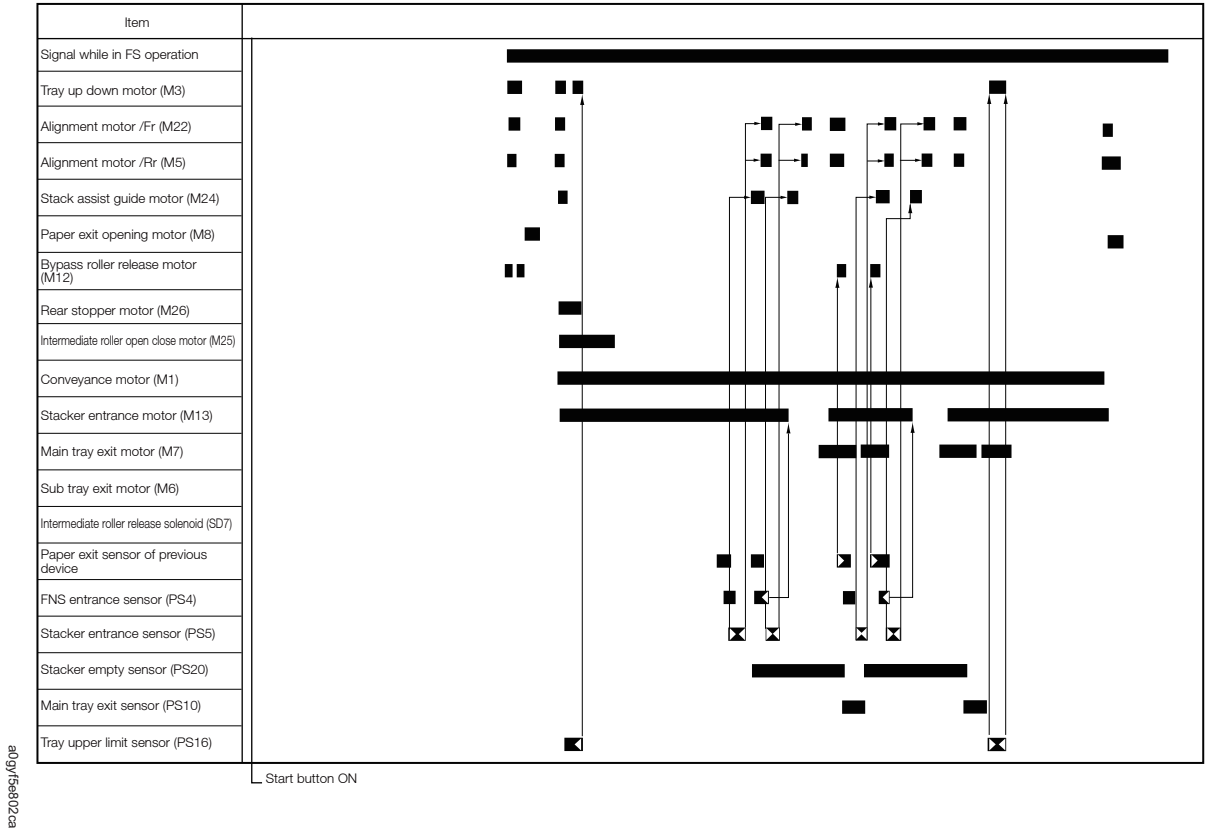 Item
Signal while in FS operation
Tray up down motor (M3)
Alignment motor /Fr (M22)
Alignment motor /Rr (M5)
Stack assist guide motor (M24)
Paper exit opening motor (M8)
Bypass roller release motor
(M12)
Rear stopper motor (M26)
Intermediate roller open close motor (M25)
Conveyance motor (M1)
Stacker entrance motor (M13)
Main tray exit motor (M7)
Sub tray exit motor (M6)
Intermediate roller release solenoid (SD7)
Paper exit sensor of previous
device
FNS entrance sensor (PS4)
Stacker entrance sensor (PS5)
Stacker empty sensor (PS20)
Main tray exit sensor (PS10)
Tray upper limit sensor (PS16)
Start button ON
a0gyf5e802ca